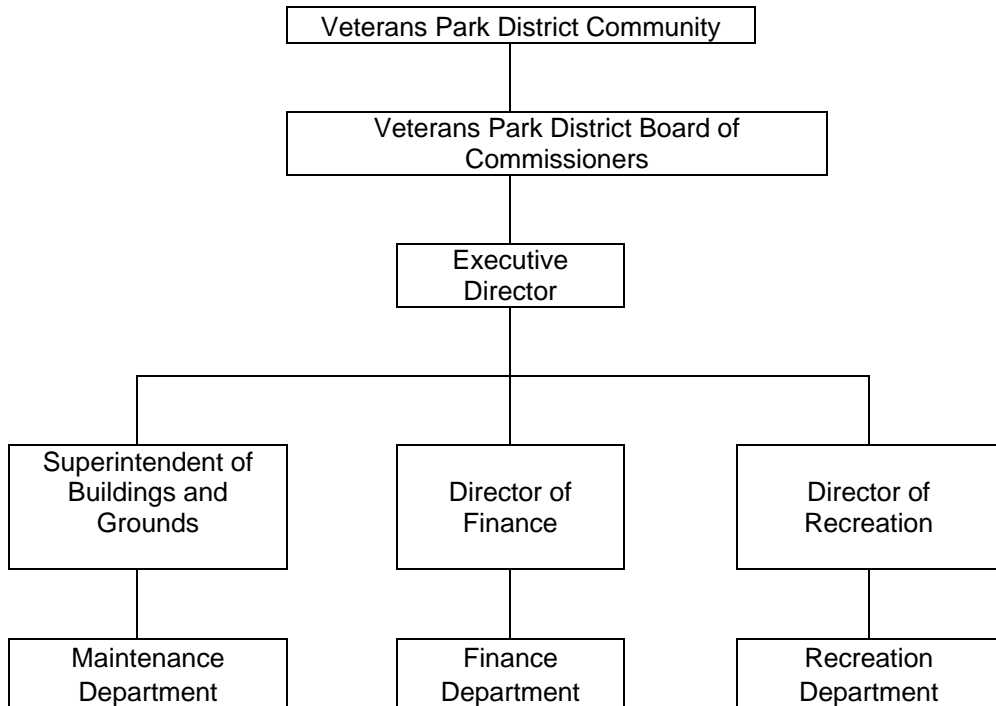 Veterans Park District Community
Veterans Park District Board of
Commissioners
Executive
Director
Superintendent of
Buildings and
Grounds
Director of
Finance
Director of
Recreation
Maintenance
Department
Finance
Department
Recreation
Department